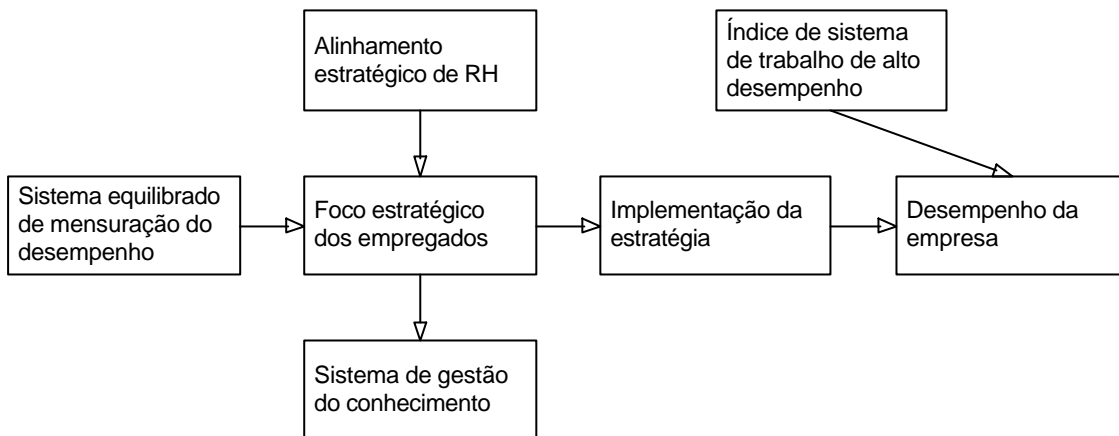 Alinhamento
estratégico de RH
Índice de sistema
de trabalho de alto
desempenho
Sistema equilibrado
de mensuração do
desempenho
Foco estratégico
dos empregados
Implementação da
estratégia
Desempenho da
empresa
Sistema de gestão
do conhecimento